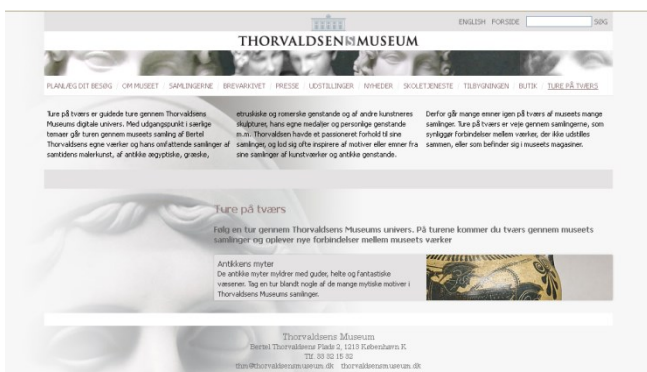 ENGLISH FORSIDE SØG
THORVALDSENS MUSEUM
PLANLÆG DIT BESØG | OM MUSEET | SAMLINGERNE | BREVARKIVET | PRESSE | UDSTILLINGER | NYHEDER | SKOLETJENESTE | TILBYGNINGEN | BUTIK | TURE PÅ TVÆRS
Ture på tværs er guidede ture gennem Thorvaldsens
Museums digitale univers. Med udgangspunkt i særlige
temaer går turen gennem museets samling af Bertel
Thorvaldsens egne værker og hans omfattende samlinger af
samtidens malerkunst, af antikke ægyptiske, græske,
etruskiske og romerske genstande og af andre kunstneres
skulpturer, hans egne medaljer og personlige genstande
m.m. Thorvaldsen havde et passioneret forhold til sine
samlinger, og lod sig ofte inspirere af motiver eller emner fra
sine samlinger af kunstværker og antikke genstande.
Derfor går mange emner igen på tværs af museets mange
samlinger. Ture på tværs er veje gennem samlingerne, som
synliggør forbindelser mellem værker, der ikke udstilles
sammen, eller som befinder sig i museets magasiner.
Ture på tværs
Følg en tur gennem Thorvaldsens Museums univers. På turene kommer du tværs gennem museets
samlinger og oplever nye forbindelser mellem museets værker
Antikkens myter
De antikke myter myldrer med guder, helte og fantastiske
væsener. Tag en tur blandt nogle af de mange mytiske motiver i
Thorvaldsens Museums samlinger.
Thorvaldsens Museum
Bertel Thorvaldsens Plads 2, 1213 København K
Tlf. 33 32 15 32
thm@thorvaldsensmuseum.dk thorvaldsensmuseum.dk